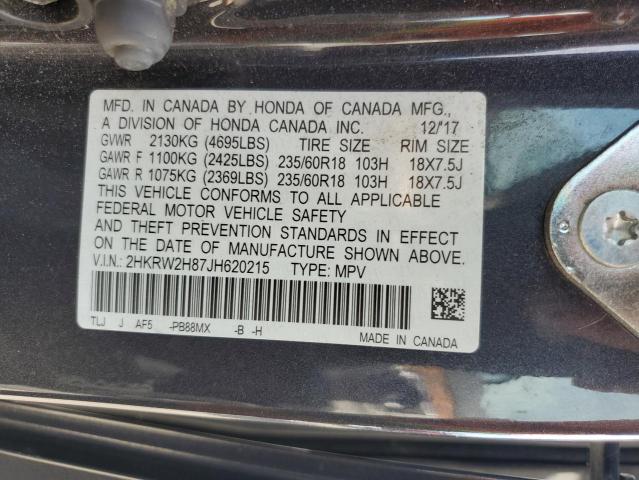 MFD. IN CANADA BY HONDA OF CANADA MFG.,
A DIVISION OF HONDA CANADA INC. 12/17
GVWR 2130KG (4695LBS) TIRE SIZE RIM SIZE
GAWR F 1100KG (2425LBS) 235/60R18 103H 18X7.5J
GAWR R 1075KG (2369LBS) 235/60R18 103H 18X7.5J
THIS VEHICLE CONFORMS TO ALL APPLICABLE
FEDERAL MOTOR VEHICLE SAFETY
AND THEFT PREVENTION STANDARDS IN EFFECT
ON THE DATE OF MANUFACTURE SHOWN ABOVE.
V.I.N.: 2HKRW2H87JH620215 TYPE: MPV
TLJ J AF5 -PB88MX -B -H
MADE IN CANADA